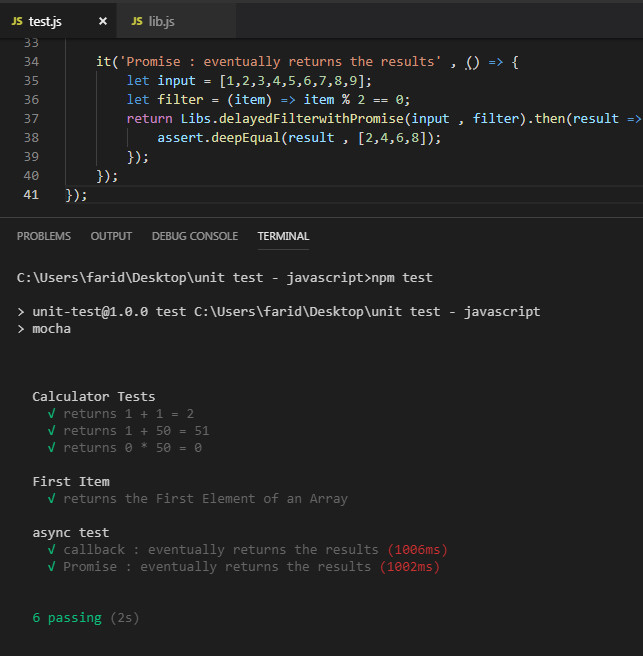 JS test.js × JS lib.js
33
34 it('Promise : eventually returns the results' , () => {
35 let input = [1,2,3,4,5,6,7,8,9];
36 let filter = (item) => item % 2 == 0;
37 return Libs.delayedFilterwithPromise(input , filter).then(result =>
38 assert.deepEqual(result , [2,4,6,8]);
39 });
40 });
41 });
PROBLEMS OUTPUT DEBUG CONSOLE TERMINAL
C:\Users\farid\Desktop\unit test - javascript>npm test
> unit-test@1.0.0 test C:\Users\farid\Desktop\unit test - javascript
> mocha
Calculator Tests
√ returns 1 + 1 = 2
√ returns 1 + 50 = 51
√ returns 0 * 50 = 0
First Item
√ returns the First Element of an Array
async test
√ callback : eventually returns the results (1006ms)
√ Promise : eventually returns the results (1002ms)
6 passing (2s)